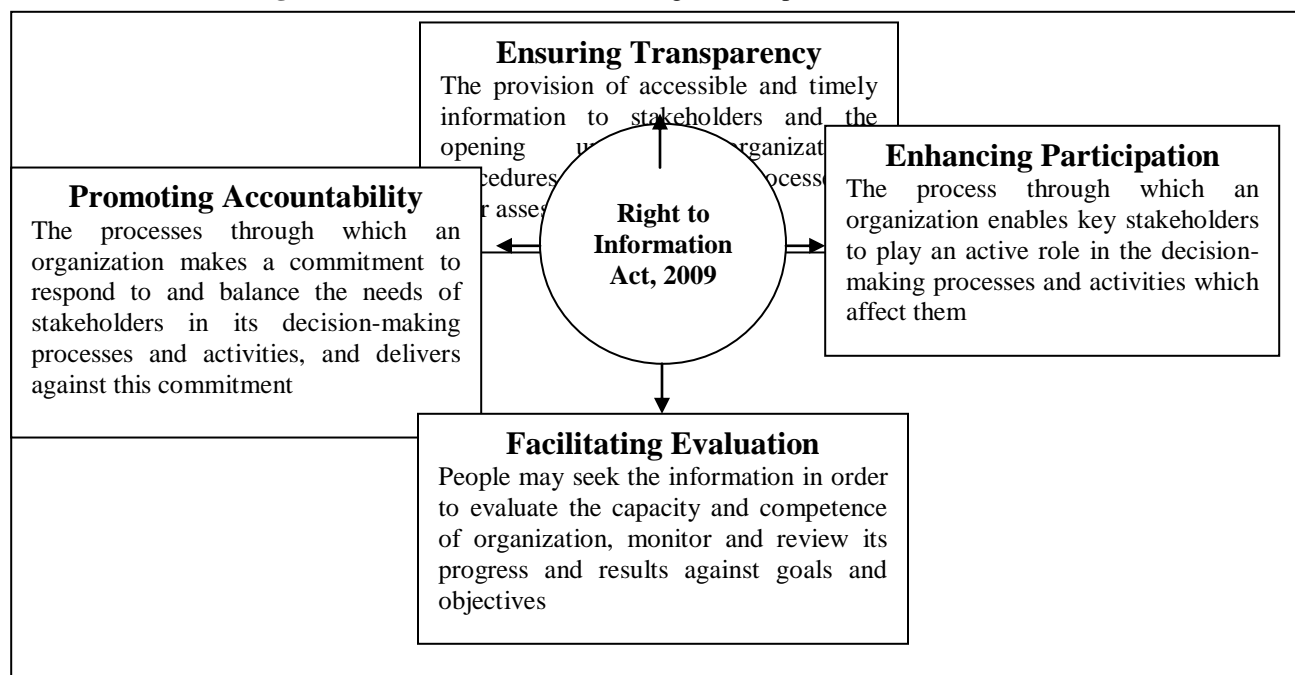 Ensuring Transparency
The provision of accessible and timely
information to stakeholders and the
opening
Promoting Accountability
The processes through which an
organization makes a commitment to
respond to and balance the needs of
stakeholders in its decision-making
processes and activities, and delivers
against this commitment
Right to
Information
Act, 2009
Enhancing Participation
The process through which an
organization enables key stakeholders
to play an active role in the decision-
making processes and activities which
affect them
Facilitating Evaluation
People may seek the information in order
to evaluate the capacity and competence
of organization, monitor and review its
progress and results against goals and
objectives